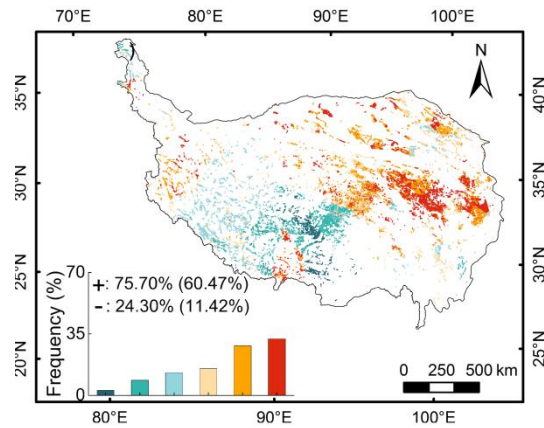 70°E 80°E 90°E 100°E
N
35°N 40°N
30°N 35°N
25°N 30°N
20°N 25°N
70
35
0
Frequency (%)
+: 75.70% (60.47%)
-: 24.30% (11.42%)
0 250 500 km
80°E 90°E 100°E